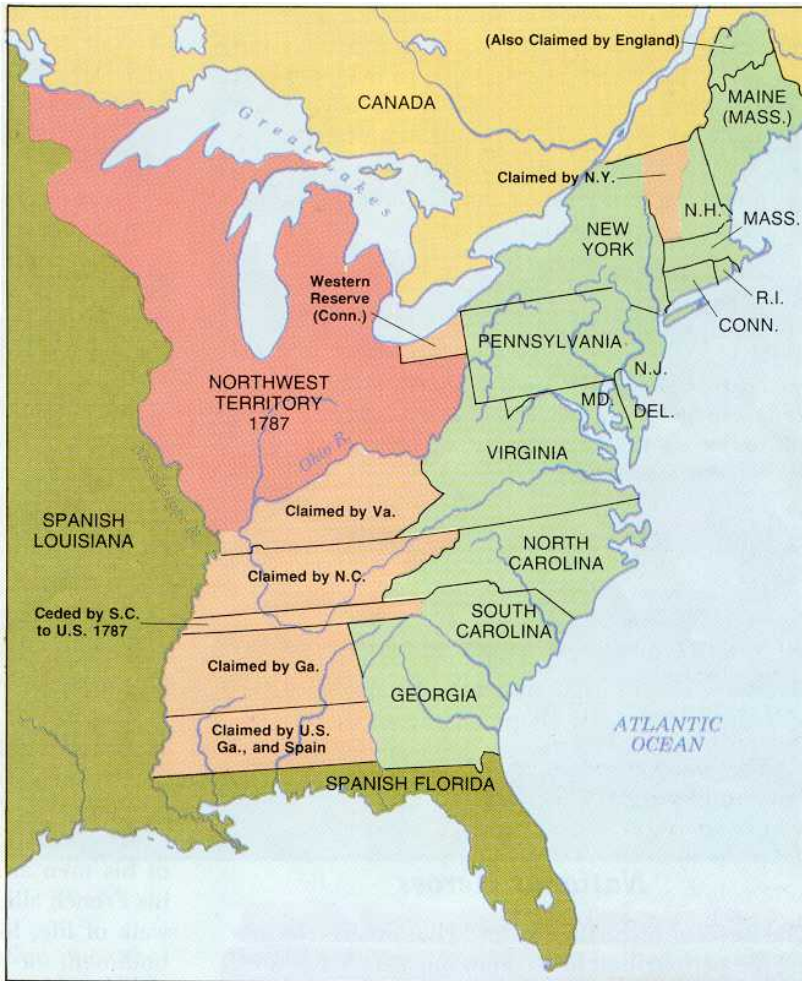 (Also Claimed by England)
CANADA
MAINE
(MASS.)
Great Lakes
Claimed by N.Y.
N.H.
MASS.
NEW
YORK
Western
Reserve
(Conn.)
R.I.
CONN.
PENNSYLVANIA
N.J.
NORTHWEST
TERRITORY
1787
MD.
DEL.
Ohio R.
VIRGINIA
Mississippi R.
Claimed by Va.
SPANISH
LOUISIANA
NORTH
CAROLINA
Claimed by N.C.
Ceded by S.C.
to U.S. 1787
SOUTH
CAROLINA
Claimed by Ga.
GEORGIA
ATLANTIC
OCEAN
Claimed by U.S.
Ga., and Spain
SPANISH FLORIDA